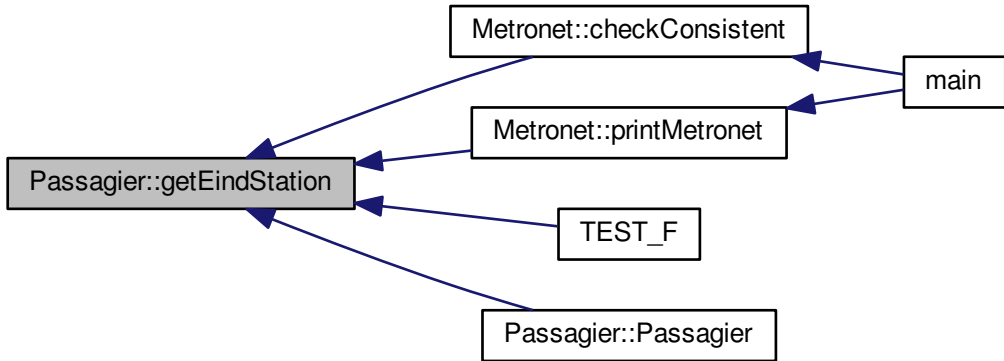 Metronet::checkConsistent
main
Metronet::printMetronet
Passagier::getEindStation
TEST_F
Passagier::Passagier